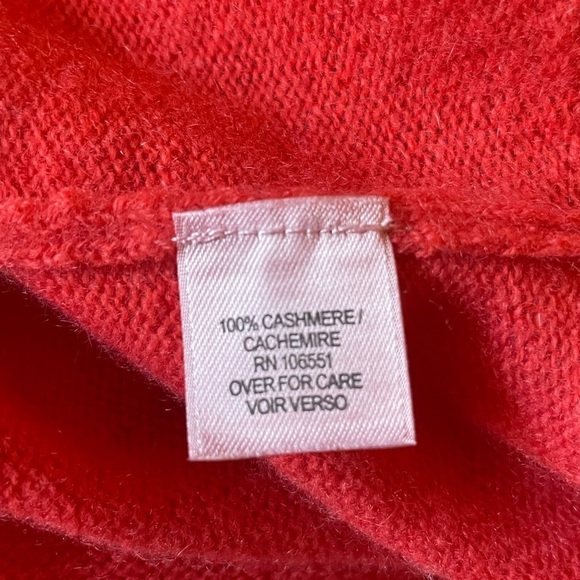 100% CASHMERE /
CACHEMIRE
RN 106551
OVER FOR CARE
VOIR VERSO